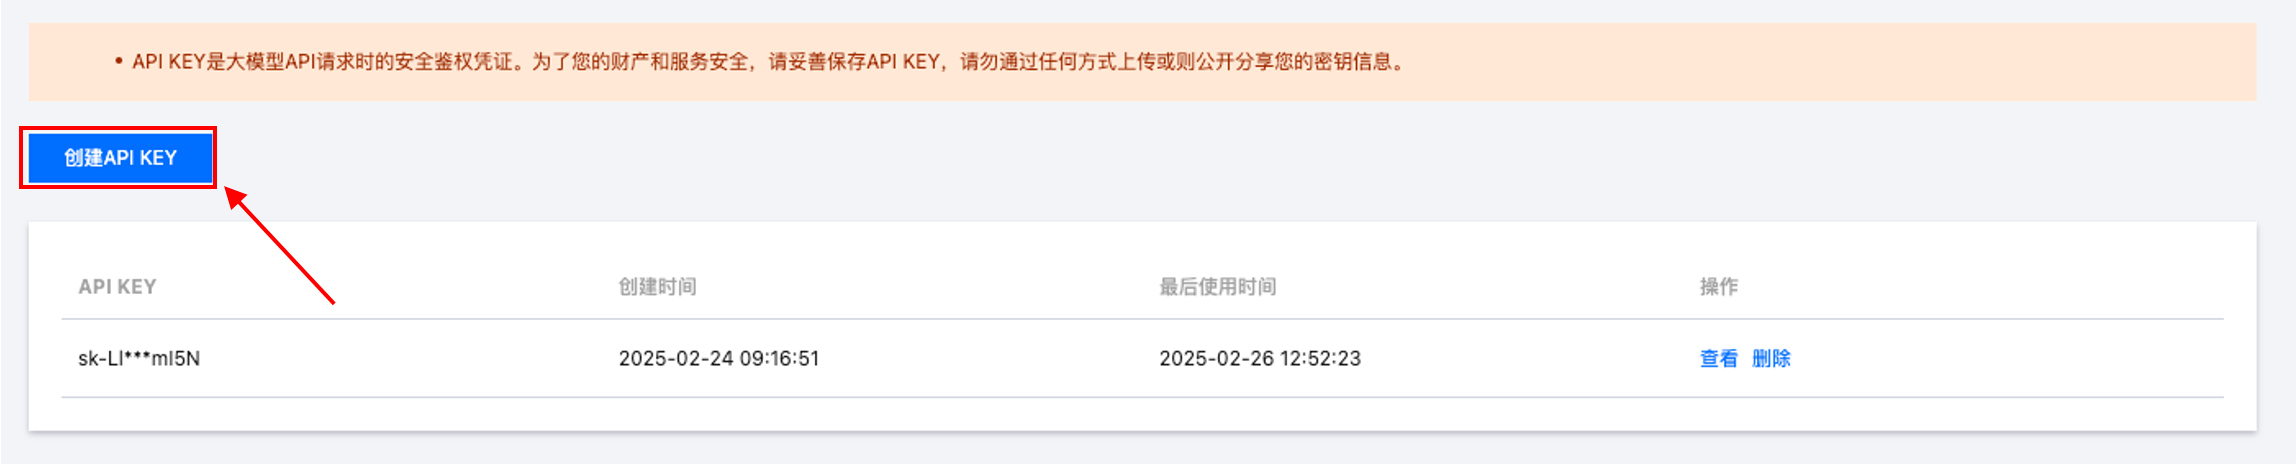 • API KEY是大模型API请求时的安全鉴权凭证。为了您的财产和服务安全，请妥善保存API KEY，请勿通过任何方式上传或则公开分享您的密钥信息。
创建API KEY
API KEY 创建时间 最后使用时间 操作
sk-LI***mI5N 2025-02-24 09:16:51 2025-02-26 12:52:23 查看 删除